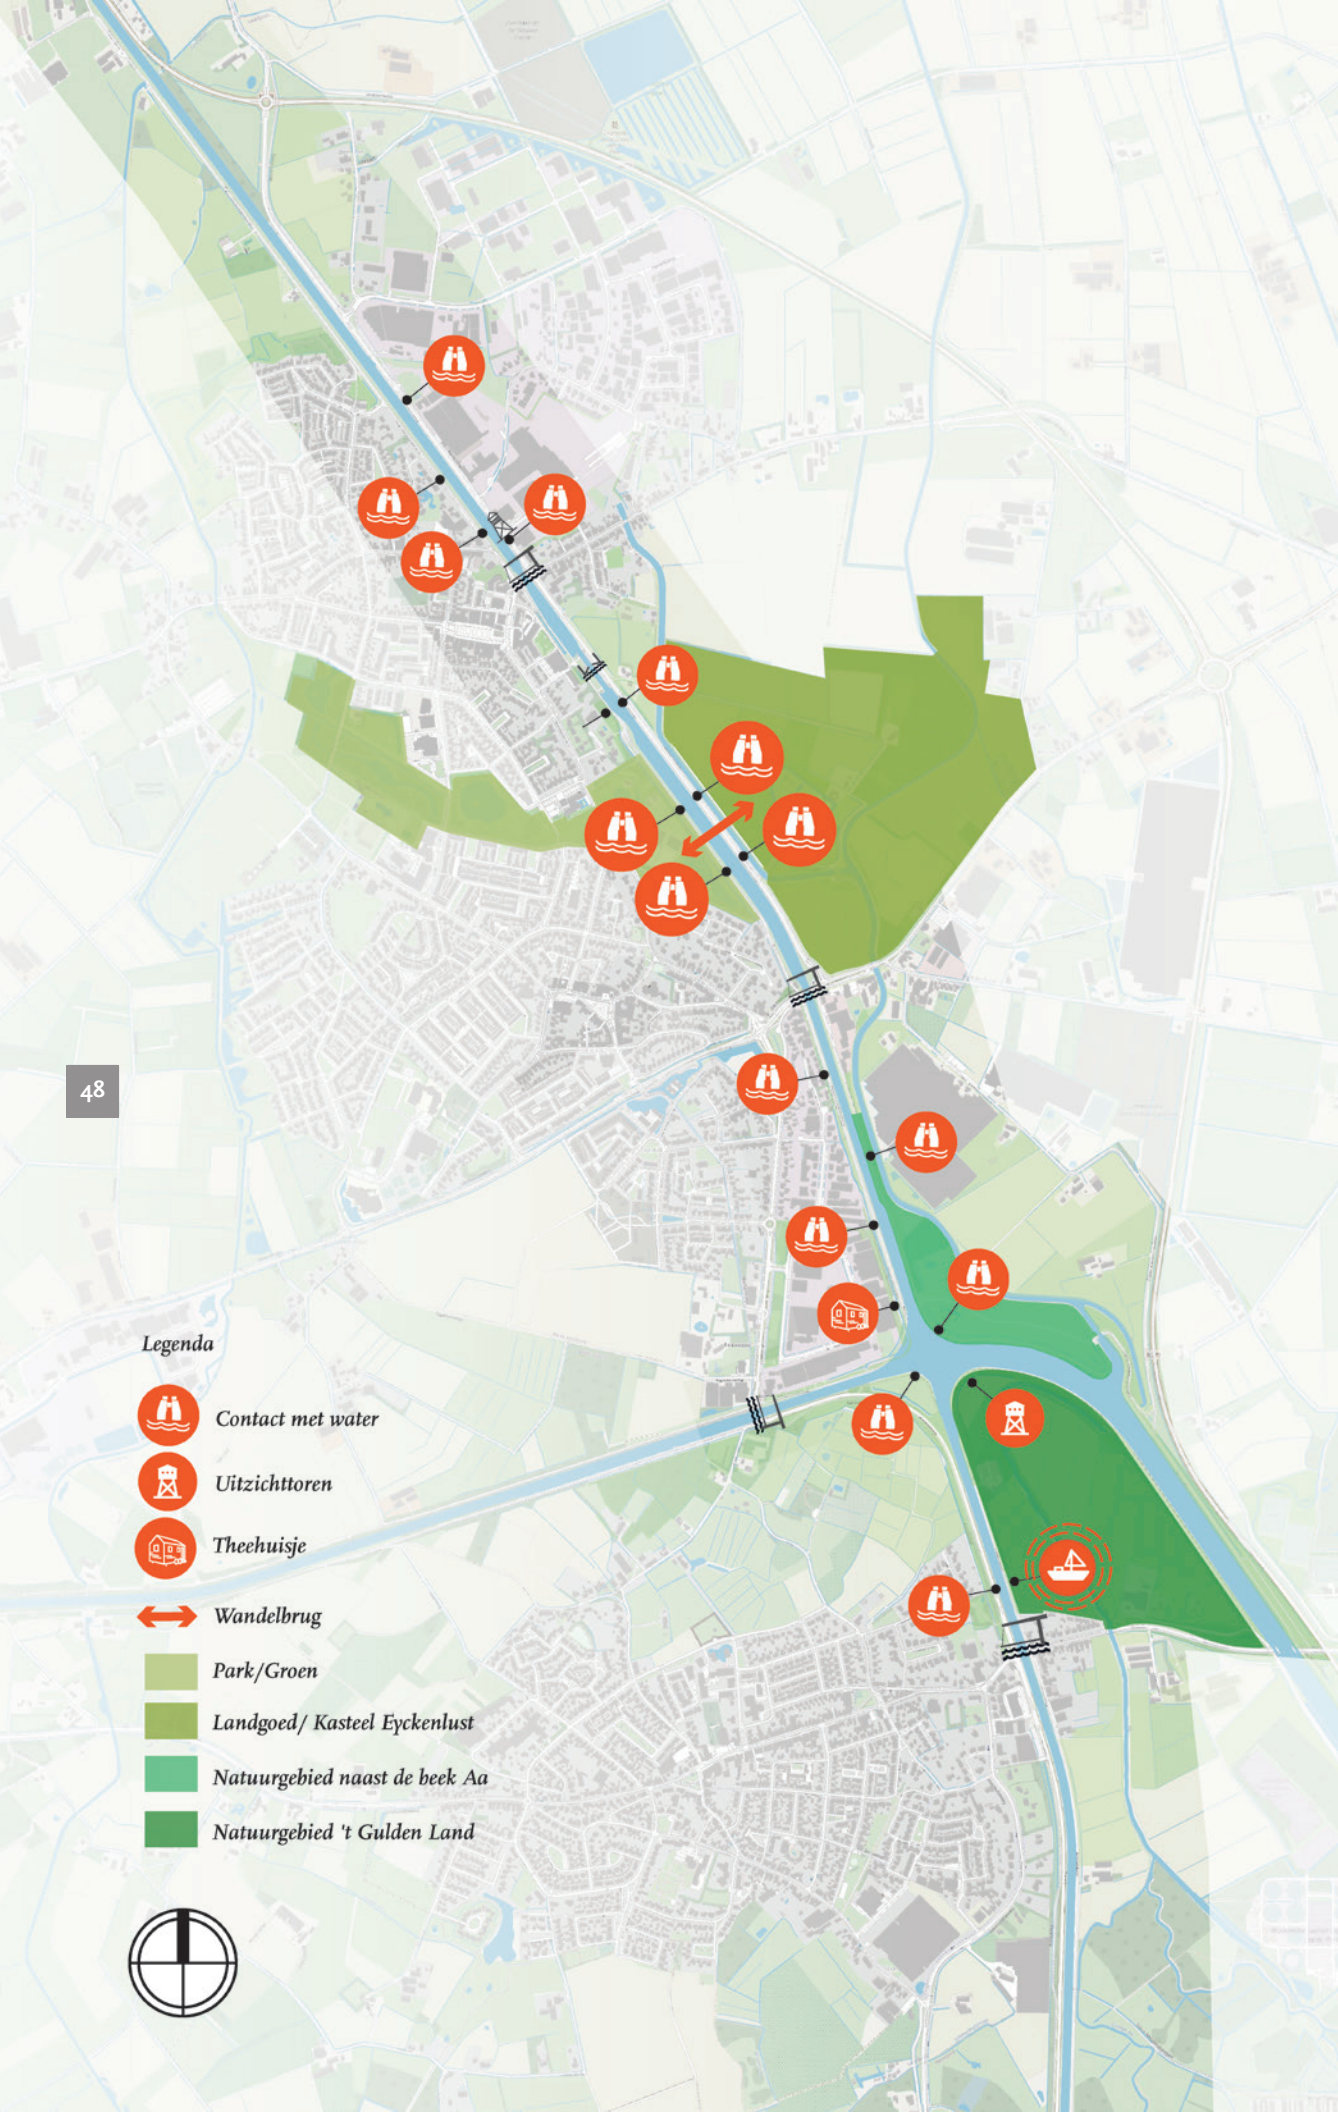 48
Legenda
Contact met water
Uitzichttoren
Theehuisje
Wandelbrug
Park/Groen
Landgoed/ Kasteel Eyckenlust
Natuurgebied naast de beek Aa
Natuurgebied 't Gulden Land